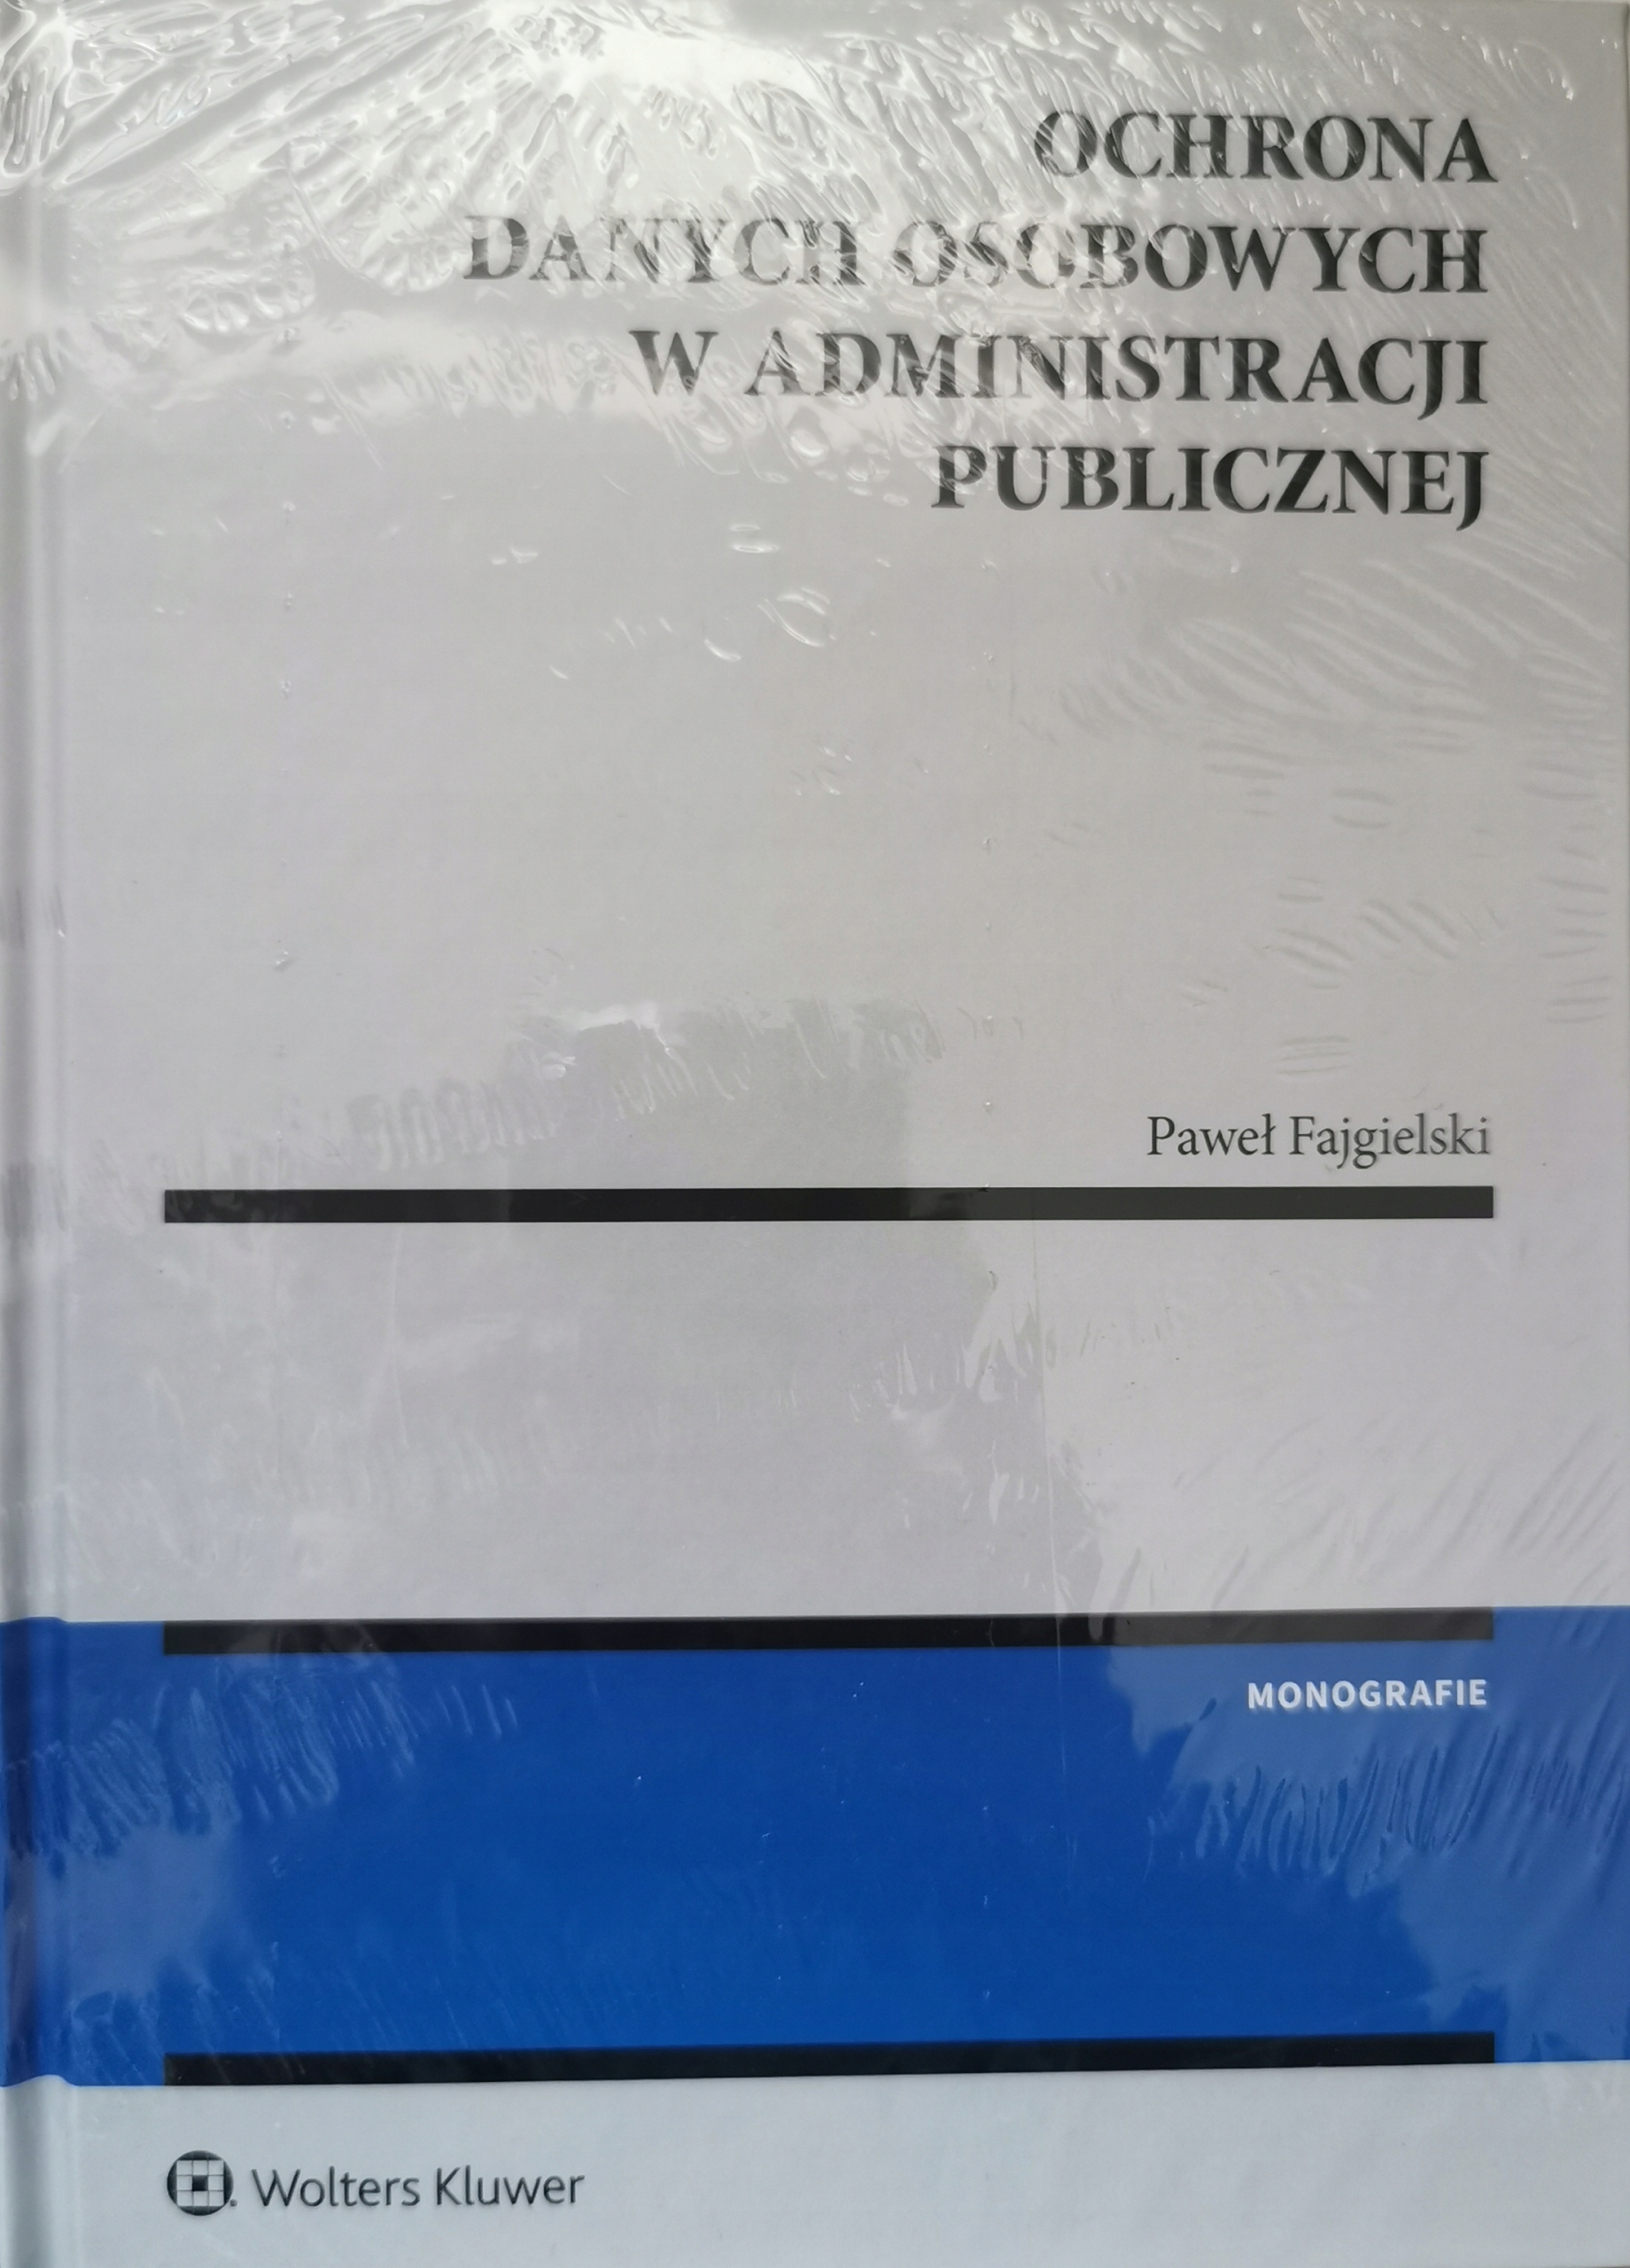 OCHRONA
DANYCH OSOBOWYCH
W ADMINISTRACJI
PUBLICZNEJ
Paweł Fajgielski
MONOGRAFIE
Wolters Kluwer